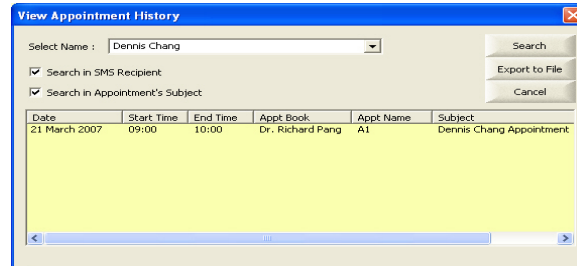 View Appointment History
Select Name : Dennis Chang
Search
Search in SMS Recipient
Export to File
Search in Appointment's Subject
Cancel
Date Start Time End Time Appt Book Appt Name Subject
21 March 2007 09:00 10:00 Dr. Richard Pang A1 Dennis Chang Appointment